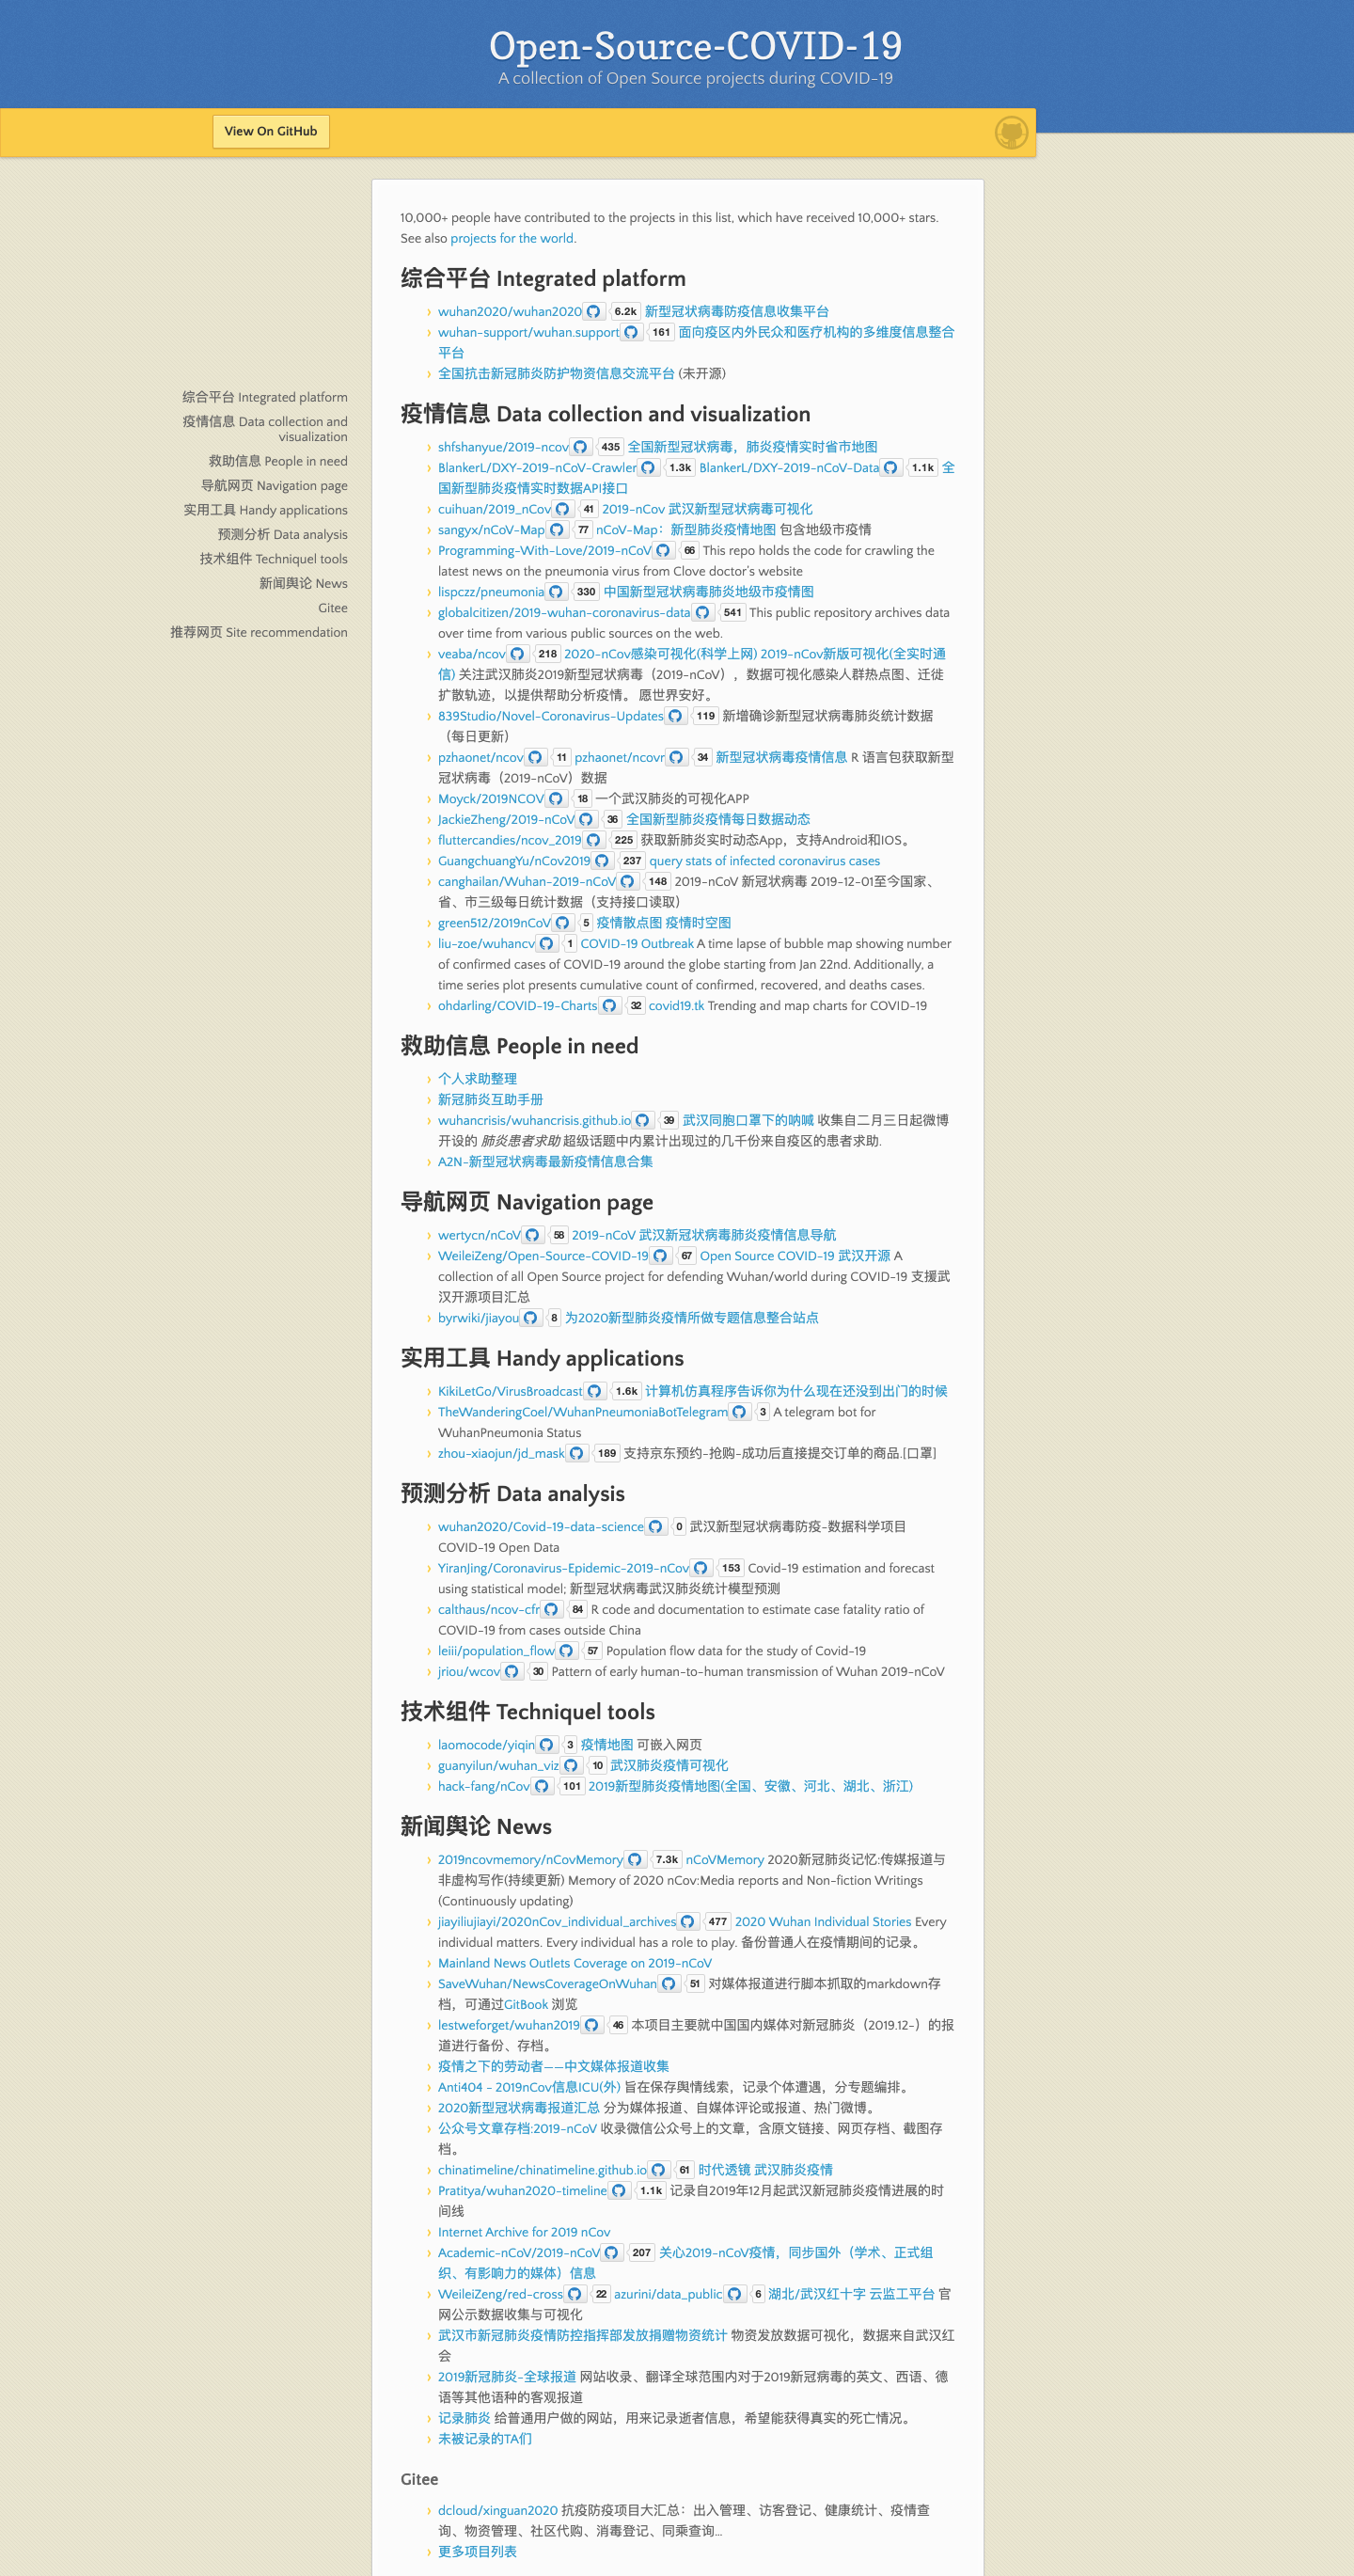 Open-Source-COVID-19
A collection of Open Source projects during COVID-19
View On GitHub
综合平台 Integrated platform
疫情信息 Data collection and
visualization
救助信息 People in need
导航网页 Navigation page
实用工具 Handy applications
预测分析 Data analysis
技术组件 Techniquel tools
新闻舆论 News
Gitee
推荐网页 Site recommendation
10,000+ people have contributed to the projects in this list, which have received 10,000+ stars.
See also projects for the world.
综合平台 Integrated platform
wuhan2020/wuhan2020 6.2k 新型冠状病毒防疫信息收集平台
wuhan-support/wuhan.support 161 面向疫区内外民众和医疗机构的多维度信息整合
平台
全国抗击新冠肺炎防护物资信息交流平台 (未开源)
疫情信息 Data collection and visualization
shfshanyue/2019-ncov 435 全国新型冠状病毒，肺炎疫情实时省市地图
BlankerL/DXY-2019-nCoV-Crawler 1.3k BlankerL/DXY-2019-nCoV-Data 1.1k 全
国新型肺炎疫情实时数据API接口
cuihuan/2019_nCov 41 2019-nCov 武汉新型冠状病毒可视化
sangyx/nCoV-Map 77 nCoV-Map：新型肺炎疫情地图 包含地级市疫情
Programming-With-Love/2019-nCoV 66 This repo holds the code for crawling the
latest news on the pneumonia virus from Clove doctor's website
lispczz/pneumonia 330 中国新型冠状病毒肺炎地级市疫情图
globalcitizen/2019-wuhan-coronavirus-data 541 This public repository archives data
over time from various public sources on the web.
veaba/ncov 218 2020-nCov感染可视化(科学上网) 2019-nCov新版可视化(全实时通
信) 关注武汉肺炎2019新型冠状病毒（2019-nCoV），数据可视化感染人群热点图、迁徙
扩散轨迹，以提供帮助分析疫情。 愿世界安好。
839Studio/Novel-Coronavirus-Updates 119 新增确诊新型冠状病毒肺炎统计数据
（每日更新）
pzhaonet/ncov 11 pzhaonet/ncovr 34 新型冠状病毒疫情信息 R 语言包获取新型
冠状病毒（2019-nCoV）数据
Moyck/2019NCOV 18 一个武汉肺炎的可视化APP
JackieZheng/2019-nCoV 36 全国新型肺炎疫情每日数据动态
fluttercandies/ncov_2019 225 获取新肺炎实时动态App，支持Android和IOS。
GuangchuangYu/nCov2019 237 query stats of infected coronavirus cases
canghailan/Wuhan-2019-nCoV 148 2019-nCoV 新冠状病毒 2019-12-01至今国家、
省、市三级每日统计数据（支持接口读取）
green512/2019nCoV 5 疫情散点图 疫情时空图
liu-zoe/wuhancv 1 COVID-19 Outbreak A time lapse of bubble map showing number
of confirmed cases of COVID-19 around the globe starting from Jan 22nd. Additionally, a
time series plot presents cumulative count of confirmed, recovered, and deaths cases.
ohdarling/COVID-19-Charts 32 covid19.tk Trending and map charts for COVID-19
救助信息 People in need
个人求助整理
新冠肺炎互助手册
wuhancrisis/wuhancrisis.github.io 39 武汉同胞口罩下的呐喊 收集自二月三日起微博
开设的 肺炎患者求助 超级话题中内累计出现过的几千份来自疫区的患者求助.
A2N-新型冠状病毒最新疫情信息合集
导航网页 Navigation page
wertycn/nCoV 58 2019-nCoV 武汉新冠状病毒肺炎疫情信息导航
WeileiZeng/Open-Source-COVID-19 67 Open Source COVID-19 武汉开源 A
collection of all Open Source project for defending Wuhan/world during COVID-19 支援武
汉开源项目汇总
byrwiki/jiayou 8 为2020新型肺炎疫情所做专题信息整合站点
实用工具 Handy applications
KikiLetGo/VirusBroadcast 1.6k 计算机仿真程序告诉你为什么现在还没到出门的时候
TheWanderingCoel/WuhanPneumoniaBotTelegram 3 A telegram bot for
WuhanPneumonia Status
zhou-xiaojun/jd_mask 189 支持京东预约-抢购-成功后直接提交订单的商品.[口罩]
预测分析 Data analysis
wuhan2020/Covid-19-data-science 0 武汉新型冠状病毒防疫-数据科学项目
COVID-19 Open Data
YiranJing/Coronavirus-Epidemic-2019-nCov 153 Covid-19 estimation and forecast
using statistical model; 新型冠状病毒武汉肺炎统计模型预测
calthaus/ncov-cfr 84 R code and documentation to estimate case fatality ratio of
COVID-19 from cases outside China
leiii/population_flow 57 Population flow data for the study of Covid-19
jriou/wcov 30 Pattern of early human-to-human transmission of Wuhan 2019-nCoV
技术组件 Techniquel tools
laomocode/yiqin 3 疫情地图 可嵌入网页
guanyilun/wuhan_viz 10 武汉肺炎疫情可视化
hack-fang/nCov 101 2019新型肺炎疫情地图(全国、安徽、河北、湖北、浙江)
新闻舆论 News
2019ncovmemory/nCovMemory 7.3k nCoVMemory 2020新冠肺炎记忆:传媒报道与
非虚构写作(持续更新) Memory of 2020 nCov:Media reports and Non-fiction Writings
(Continuously updating)
jiayiliujiayi/2020nCov_individual_archives 477 2020 Wuhan Individual Stories Every
individual matters. Every individual has a role to play. 备份普通人在疫情期间的记录。
Mainland News Outlets Coverage on 2019-nCoV
SaveWuhan/NewsCoverageOnWuhan 51 对媒体报道进行脚本抓取的markdown存
档，可通过GitBook 浏览
lestweforget/wuhan2019 46 本项目主要就中国国内媒体对新冠肺炎（2019.12-）的报
道进行备份、存档。
疫情之下的劳动者——中文媒体报道收集
Anti404 - 2019nCov信息ICU(外) 旨在保存舆情线索，记录个体遭遇，分专题编排。
2020新型冠状病毒报道汇总 分为媒体报道、自媒体评论或报道、热门微博。
公众号文章存档:2019-nCoV 收录微信公众号上的文章，含原文链接、网页存档、截图存
档。
chinatimeline/chinatimeline.github.io 61 时代透镜 武汉肺炎疫情
Pratitya/wuhan2020-timeline 1.1k 记录自2019年12月起武汉新冠肺炎疫情进展的时
间线
Internet Archive for 2019 nCov
Academic-nCoV/2019-nCoV 207 关心2019-nCoV疫情，同步国外（学术、正式组
织、有影响力的媒体）信息
WeileiZeng/red-cross 22 azurini/data_public 6 湖北/武汉红十字 云监工平台 官
网公示数据收集与可视化
武汉市新冠肺炎疫情防控指挥部发放捐赠物资统计 物资发放数据可视化，数据来自武汉红
会
2019新冠肺炎-全球报道 网站收录、翻译全球范围内对于2019新冠病毒的英文、西语、德
语等其他语种的客观报道
记录肺炎 给普通用户做的网站，用来记录逝者信息，希望能获得真实的死亡情况。
未被记录的TA们
Gitee
dcloud/xinguan2020 抗疫防疫项目大汇总：出入管理、访客登记、健康统计、疫情查
询、物资管理、社区代购、消毒登记、同乘查询…
更多项目列表